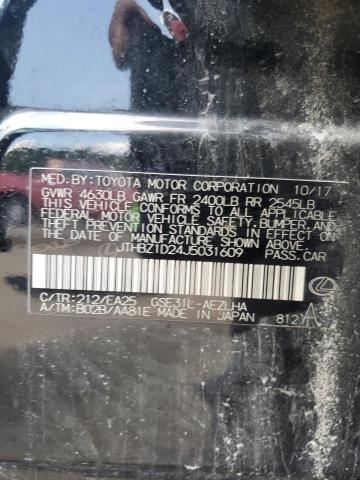 MFD.BY:TOYOTA MOTOR CORPORATION 10/17
GVWR 4630LB GAWR FR 2400LB RR 2545LB
THIS VEHICLE CONFORMS TO ALL APPLICABLE
FEDERAL MOTOR VEHICLE SAFETY,BUMPER, AND
THEFT PREVENTION STANDARDS IN EFFECT ON
THE DATE OF MANUFACTURE SHOWN ABOVE.
JTHBZ1D24J5031609 PASS.CAR
C/TR:212/EA25 GSE31L-AEZLHA
A/TM:B02B/AA81E MADE IN JAPAN 812